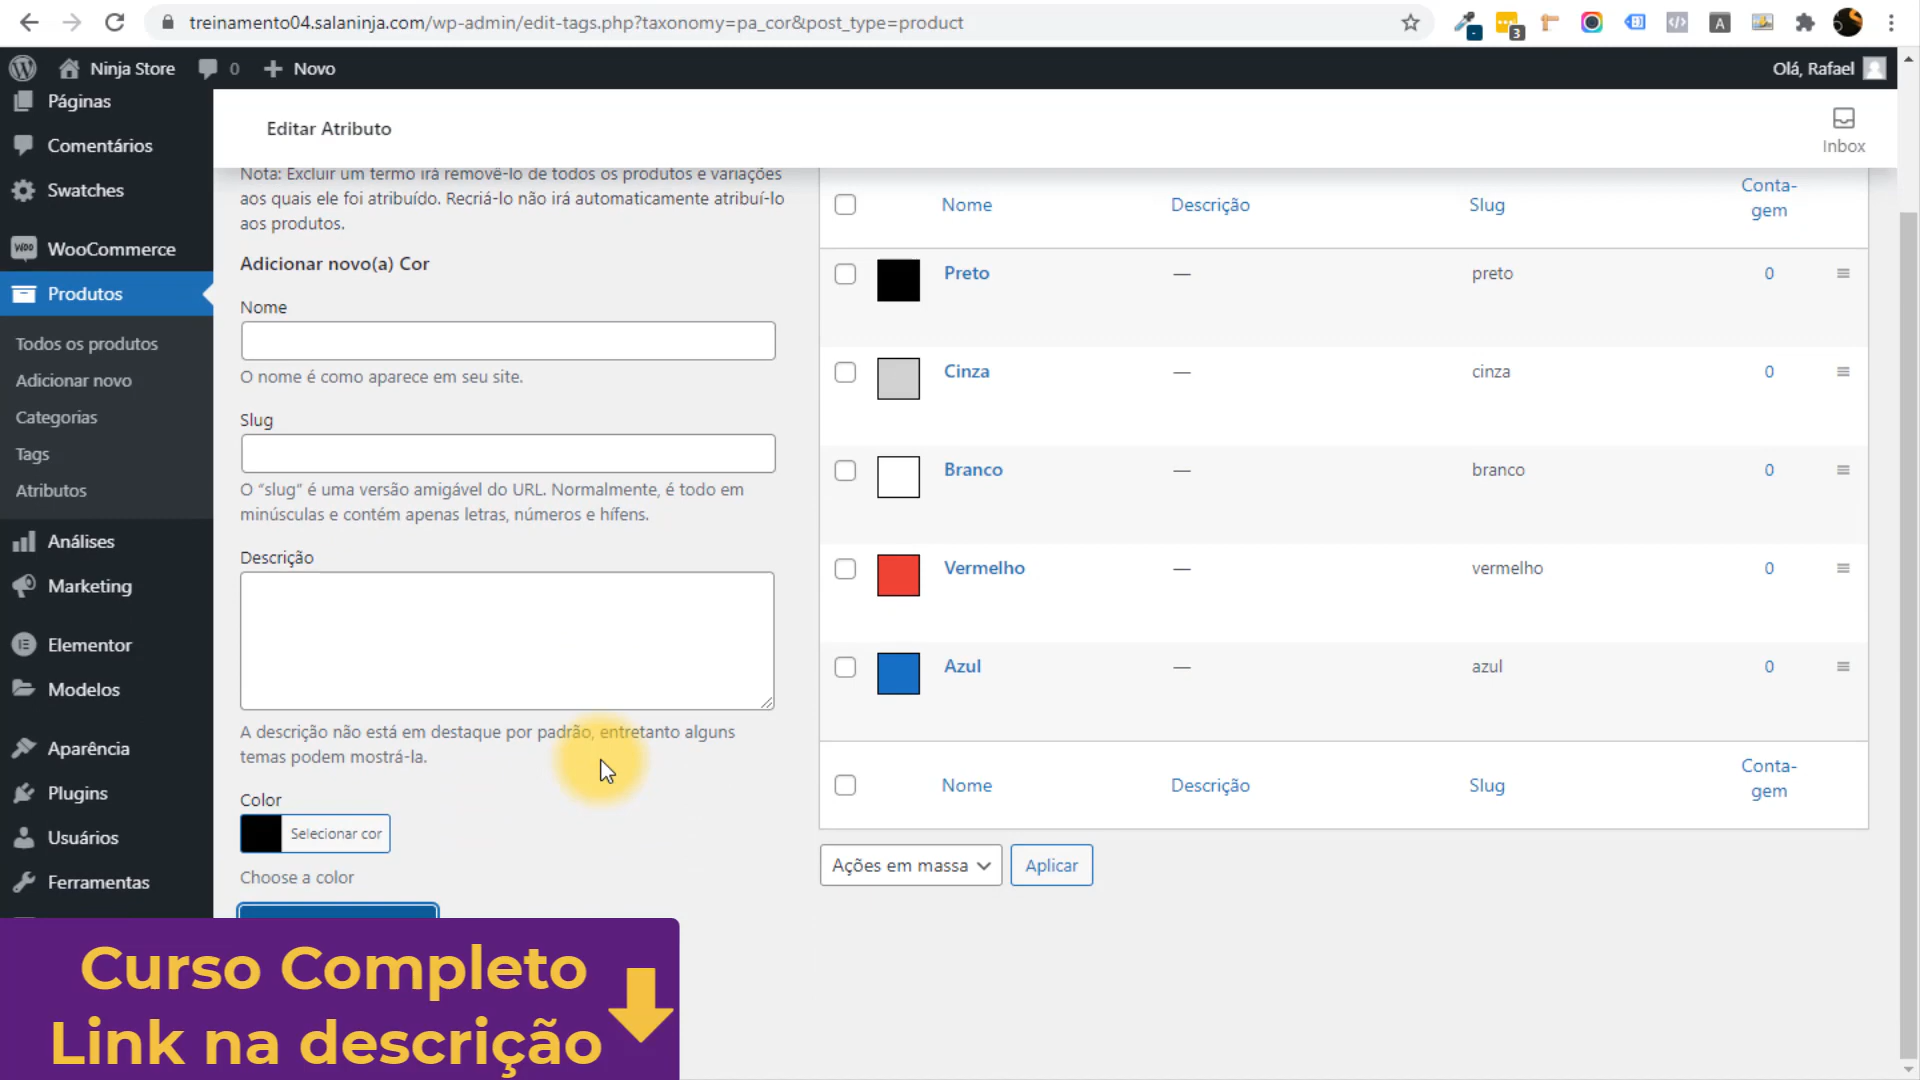 treinamento04.salaninja.com/wp-admin/edit-tags.php?taxonomy=pa_cor&post_type=product
3
A
Ninja Store
0
Novo
Olá, Rafael
Páginas
Comentários
Swatches
WooCommerce
Produtos
Todos os produtos
Adicionar novo
Categorias
Tags
Atributos
Análises
Marketing
Elementor
Modelos
Aparência
Plugins
Usuários
Ferramentas
Editar Atributo
Inbox
Nota: Excluir um termo irá removê-lo de todos os produtos e variações
aos quais ele foi atribuído. Recriá-lo não irá automaticamente atribuí-lo
aos produtos.
Adicionar novo(a) Cor
Nome
O nome é como aparece em seu site.
Slug
O “slug” é uma versão amigável do URL. Normalmente, é todo em
minúsculas e contém apenas letras, números e hífens.
Descrição
A descrição não está em destaque por padrão, entretanto alguns
temas podem mostrá-la.
Color
Selecionar cor
Choose a color
Nome Descrição Slug Conta-
gem
Preto — preto 0
Cinza — cinza 0
Branco — branco 0
Vermelho — vermelho 0
Azul — azul 0
Nome Descrição Slug Conta-
gem
Ações em massa
Aplicar
Curso Completo
Link na descrição